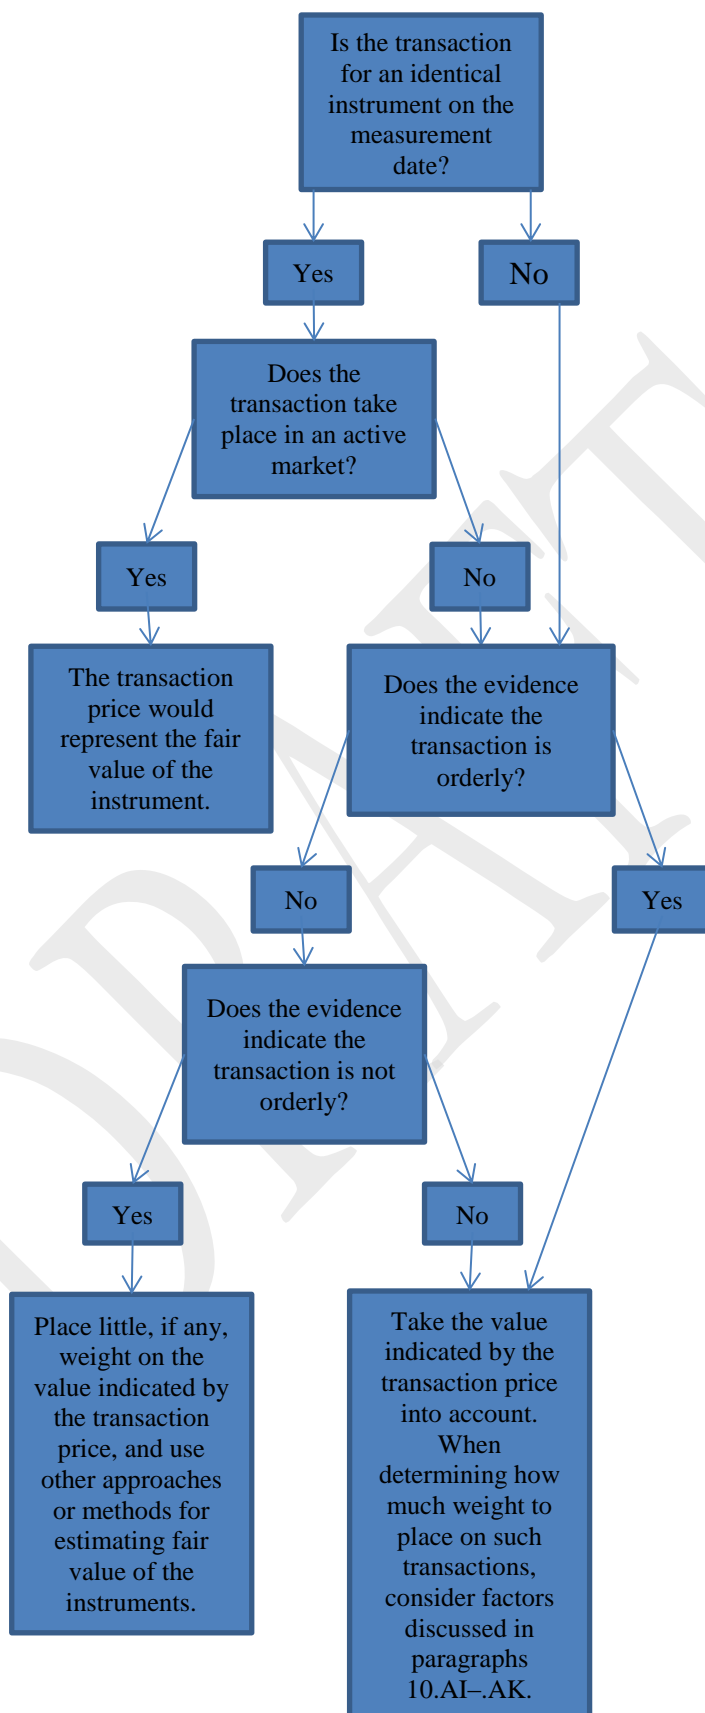 Is the transaction
for an identical
instrument on the
measurement
date?
Yes
No
Does the
transaction take
place in an active
market?
Yes
No
The transaction
price would
represent the fair
value of the
instrument.
Does the evidence
indicate the
transaction is
orderly?
No
Yes
Does the evidence
indicate the
transaction is not
orderly?
Yes
No
Place little, if any,
weight on the
value indicated by
the transaction
price, and use
other approaches
or methods for
estimating fair
value of the
instruments.
Take the value
indicated by the
transaction price
into account.
When
determining how
much weight to
place on such
transactions,
consider factors
discussed in
paragraphs
10.AI–.AK.
DRAFT